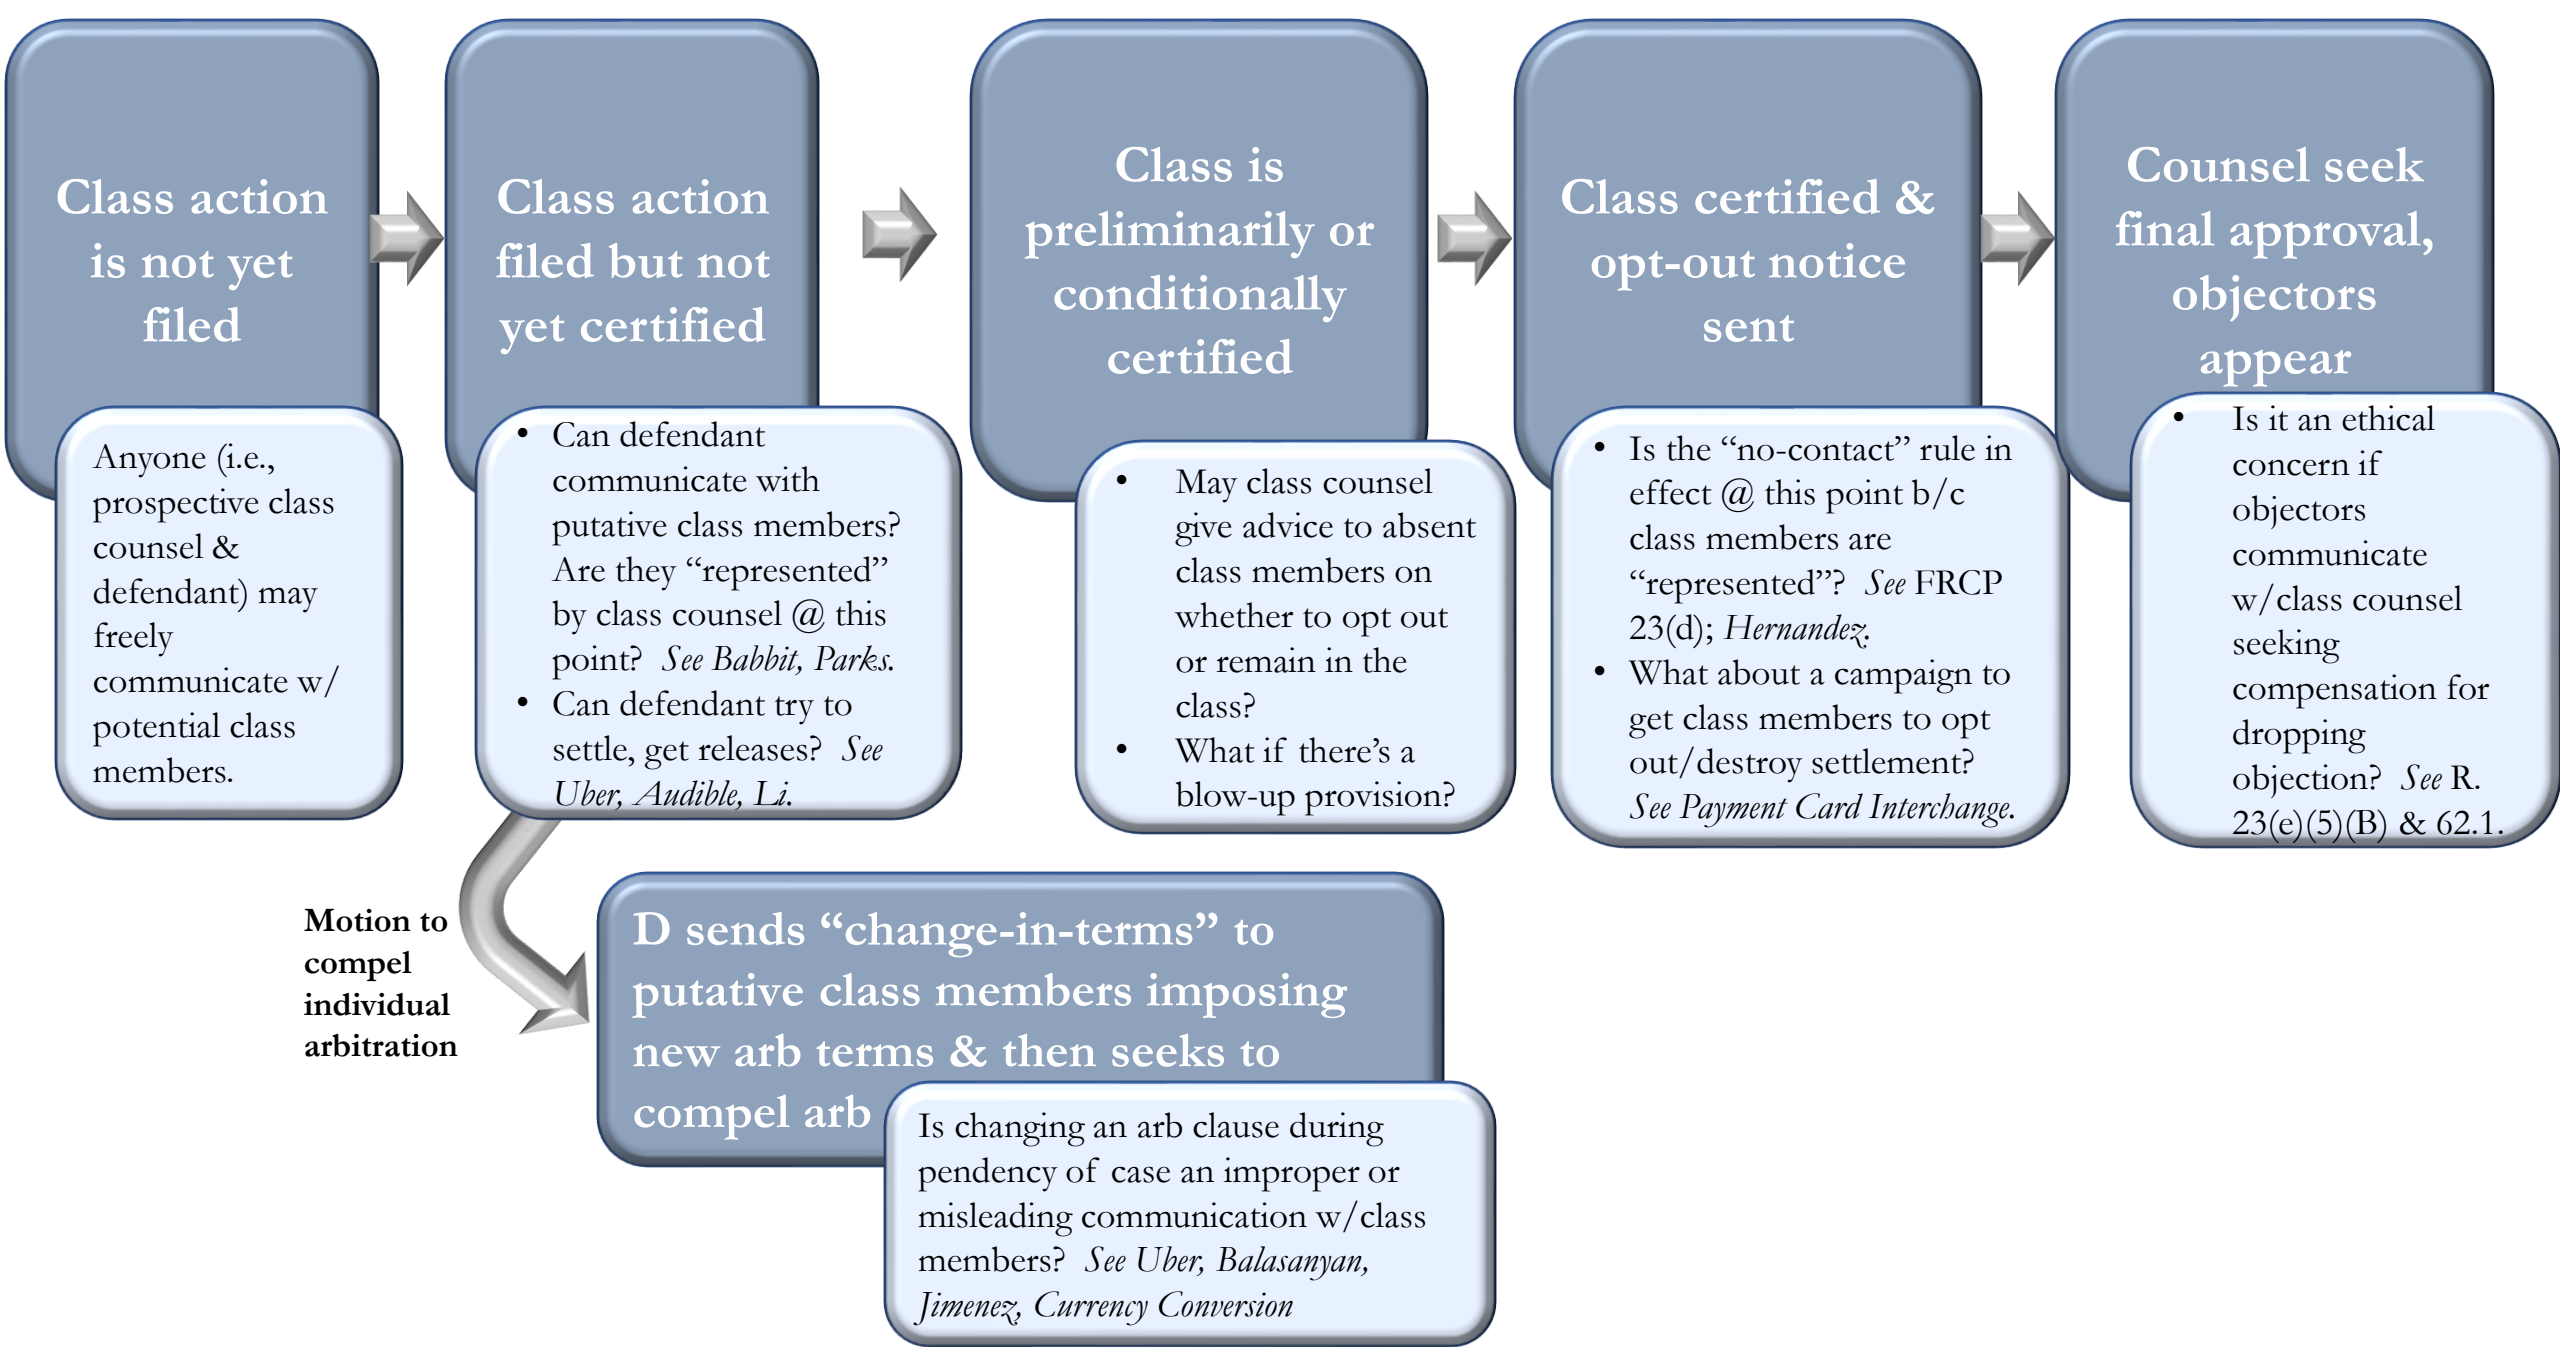 Class action
is not yet
filed
Anyone (i.e.,
prospective class
counsel &
defendant) may
freely
communicate w/
potential class
members.
Class action
filed but not
yet certified
• Can defendant
communicate with
putative class members?
Are they “represented”
by class counsel @ this
point? See Babbit, Parks.
• Can defendant try to
settle, get releases? See
Uber, Audible, Li.
Class is
preliminarily or
conditionally
certified
• May class counsel
give advice to absent
class members on
whether to opt out
or remain in the
class?
• What if there’s a
blow-up provision?
Class certified &
opt-out notice
sent
• Is the “no-contact” rule in
effect @ this point b/c
class members are
“represented”? See FRCP
23(d); Hernandez.
• What about a campaign to
get class members to opt
out/destroy settlement?
See Payment Card Interchange.
Counsel seek
final approval,
objectors
appear
• Is it an ethical
concern if
objectors
communicate
w/class counsel
seeking
compensation for
dropping
objection? See R.
23(e)(5)(B) & 62.1.
Motion to
compel
individual
arbitration
D sends “change-in-terms” to
putative class members imposing
new arb terms & then seeks to
compel arb
Is changing an arb clause during
pendency of case an improper or
misleading communication w/class
members? See Uber, Balasanyan,
Jimenez, Currency Conversion